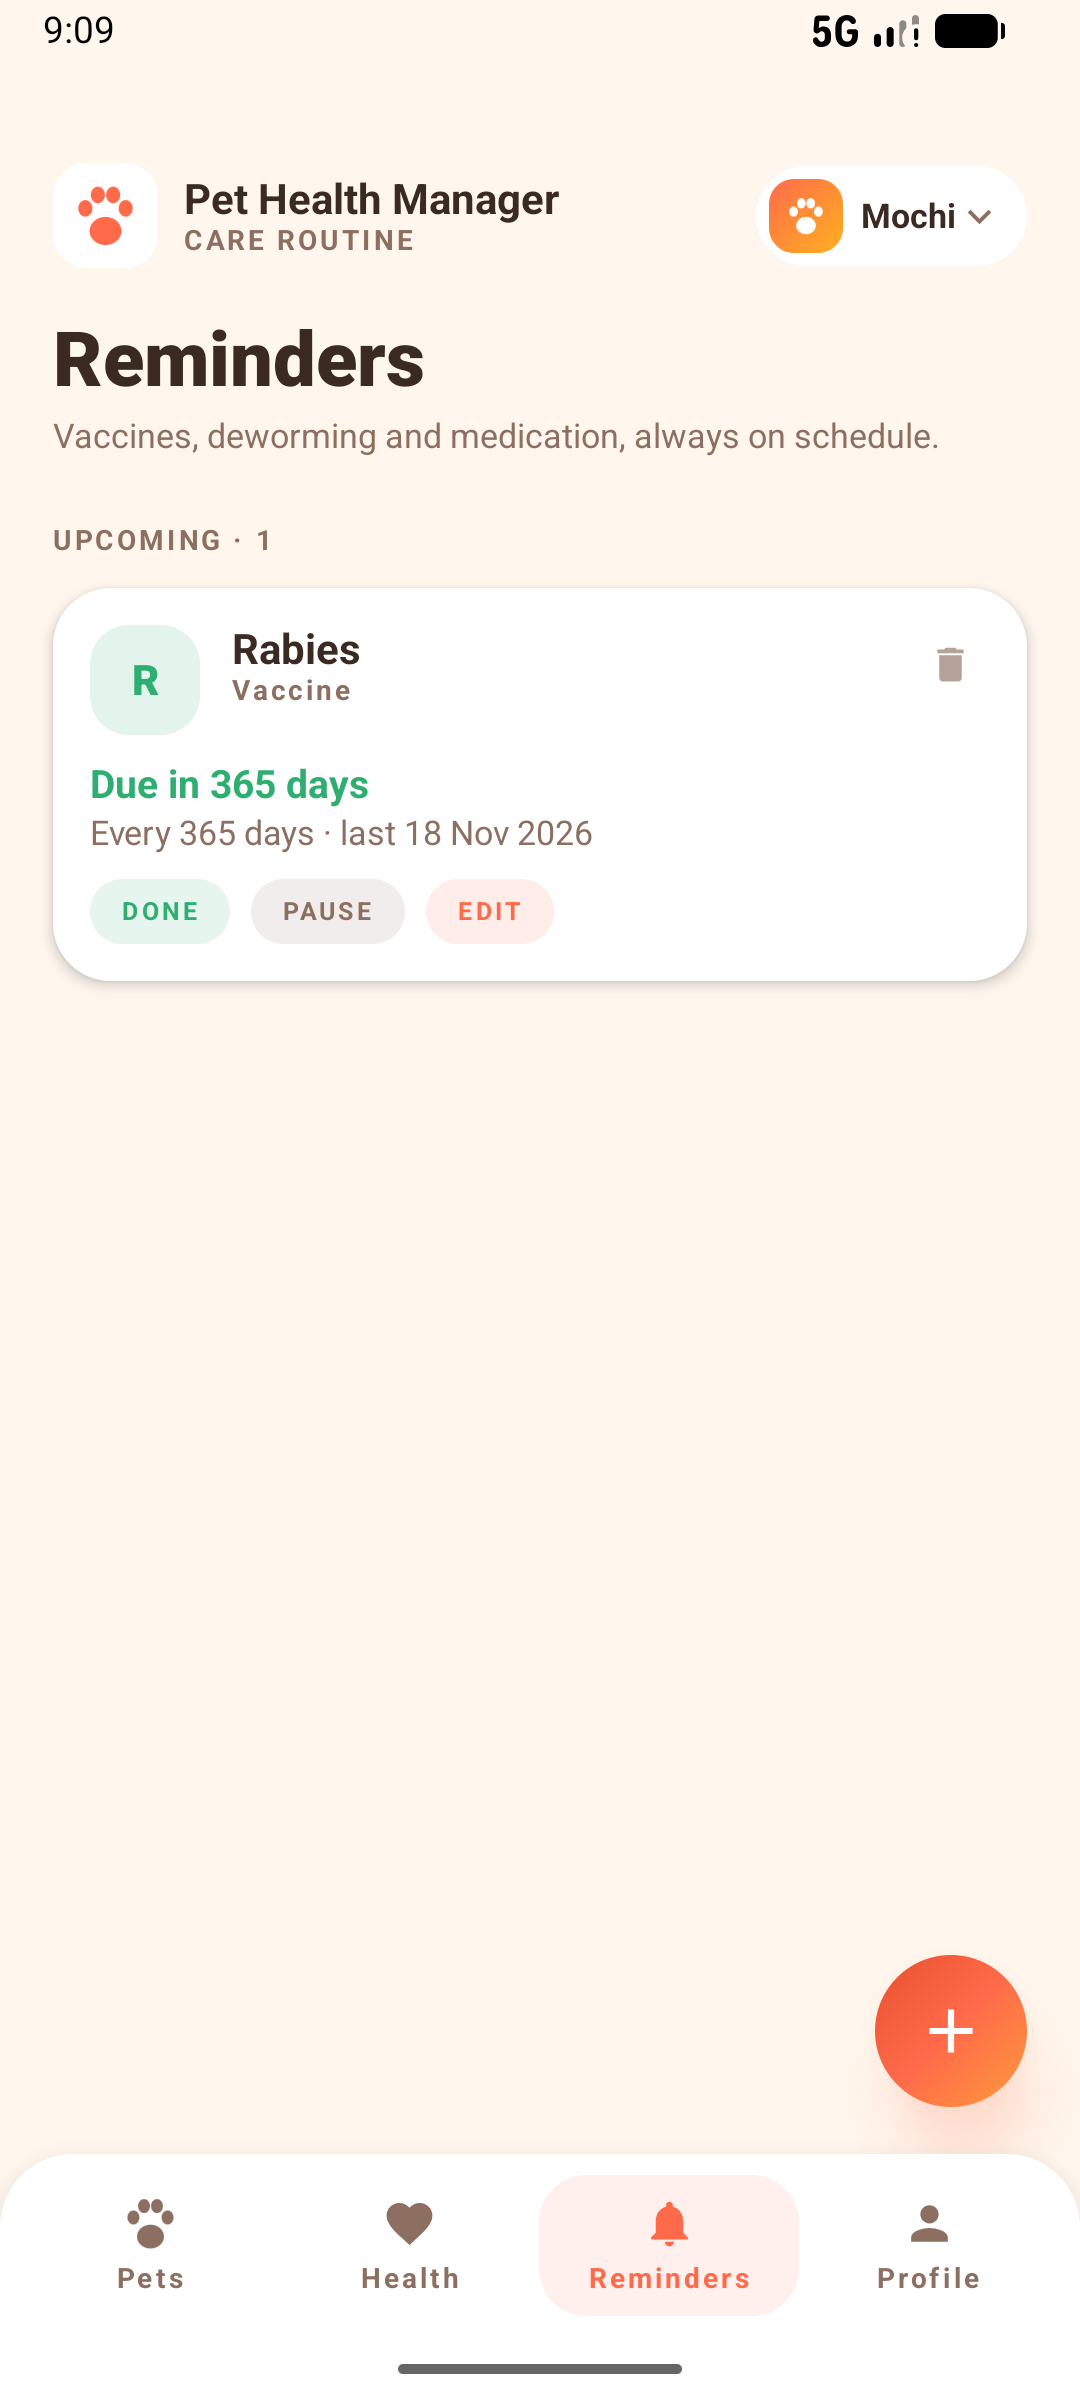 9:09
5G
Pet Health Manager
CARE ROUTINE
Mochi
Reminders
Vaccines, deworming and medication, always on schedule.
UPCOMING · 1
R
Rabies
Vaccine
Due in 365 days
Every 365 days · last 18 Nov 2026
DONE
PAUSE
EDIT
Pets
Health
Reminders
Profile